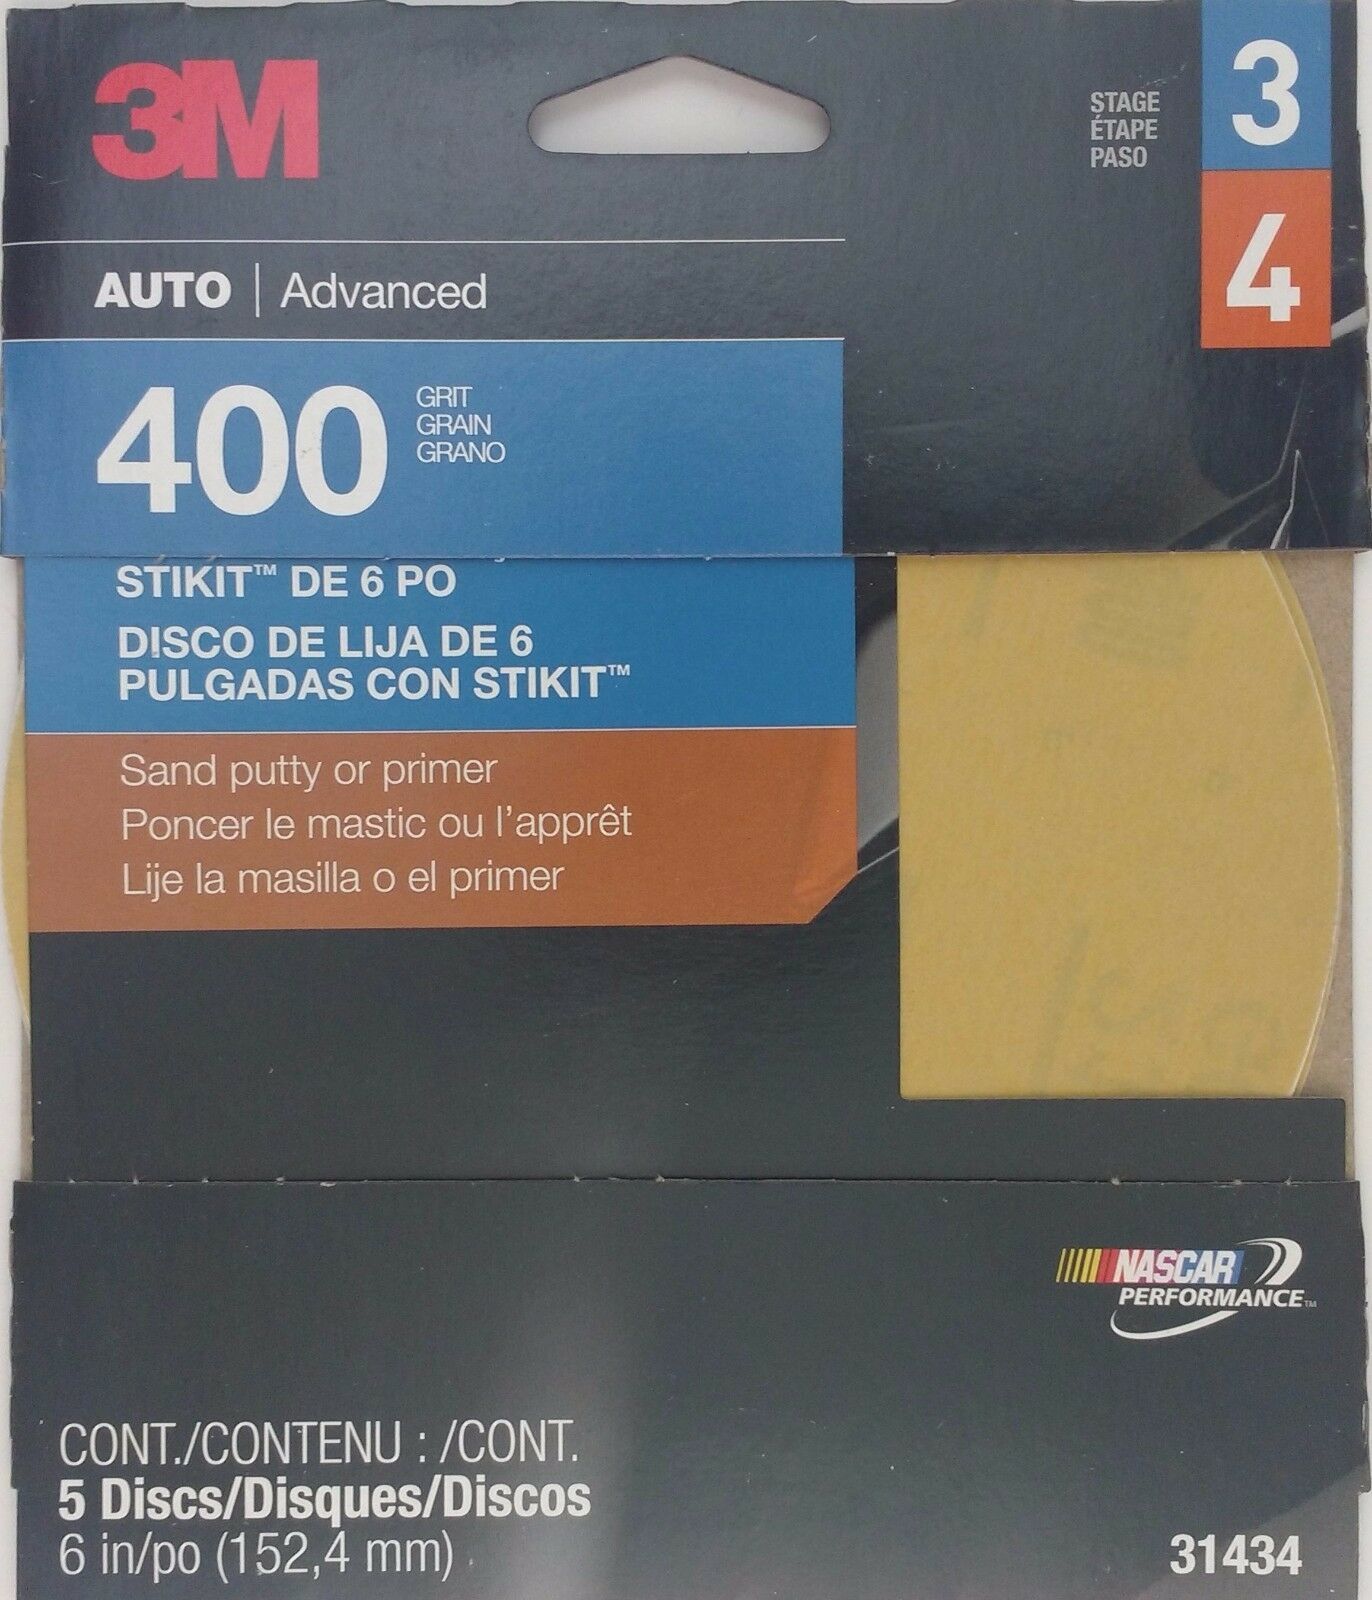 3M
STAGE
ÉTAPE
PASO
3
4
AUTO | Advanced
400
GRIT
GRAIN
GRANO
STIKIT™ DE 6 PO
DISCO DE LIJA DE 6
PULGADAS CON STIKIT™
Sand putty or primer
Poncer le mastic ou l'apprêt
Lije la masilla o el primer
NASCAR
PERFORMANCE™
CONT./CONTENU : /CONT.
5 Discs/Disques/Discos
6 in/po (152,4 mm)
31434